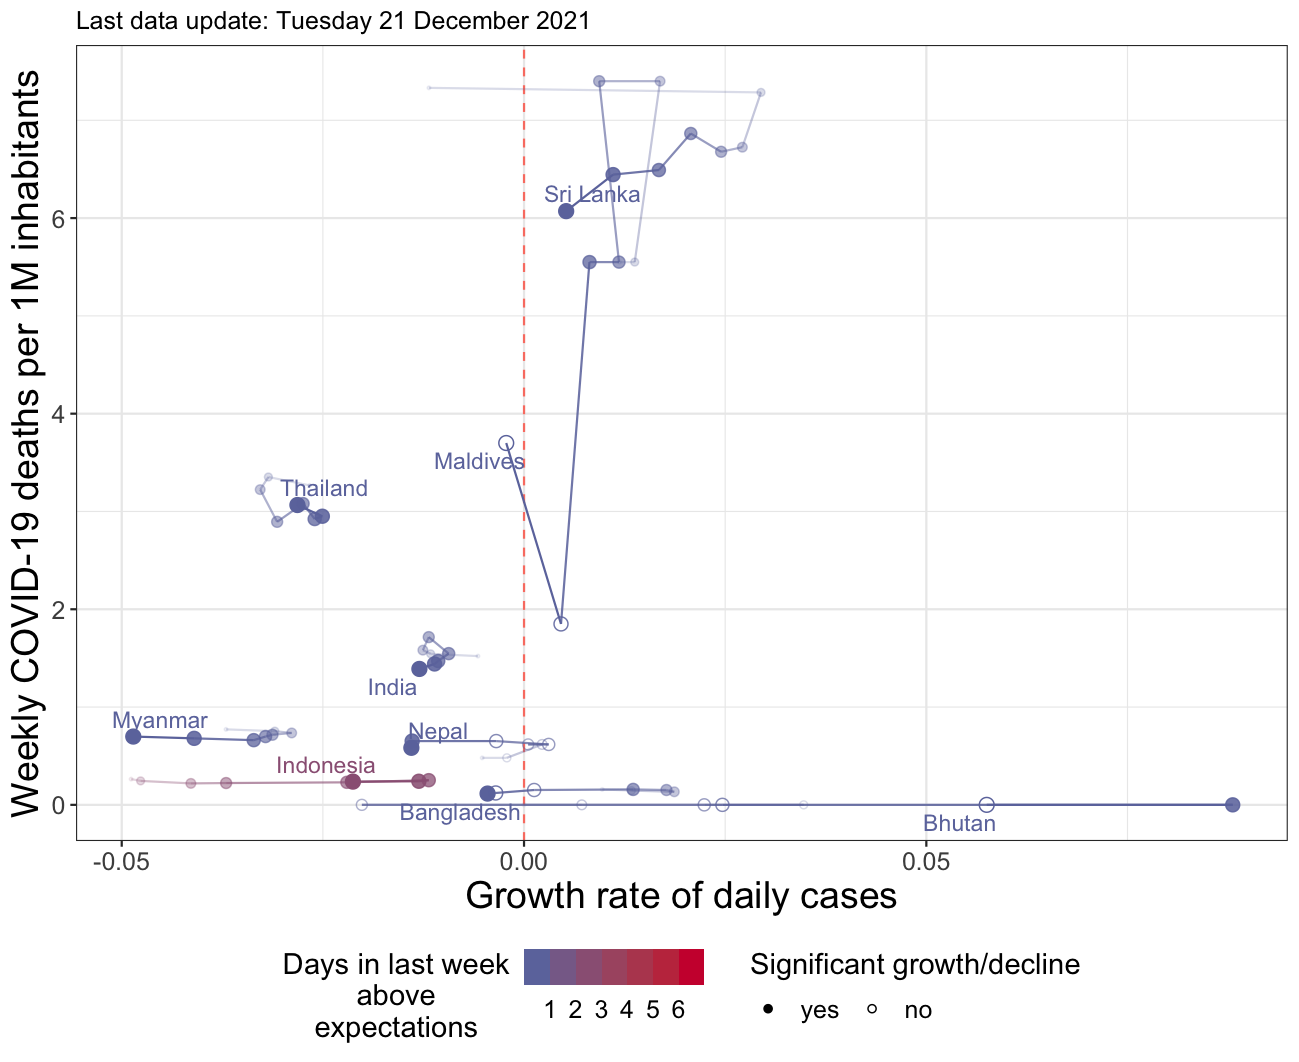 Last data update: Tuesday 21 December 2021
Weekly COVID-19 deaths per 1M inhabitants
6
4
2
0
Sri Lanka
Maldives
Thailand
India
Myanmar
Nepal
Indonesia
Bangladesh
Bhutan
-0.05
0.00
0.05
Growth rate of daily cases
Days in last week
above
expectations
1 2 3 4 5 6
Significant growth/decline
yes
no